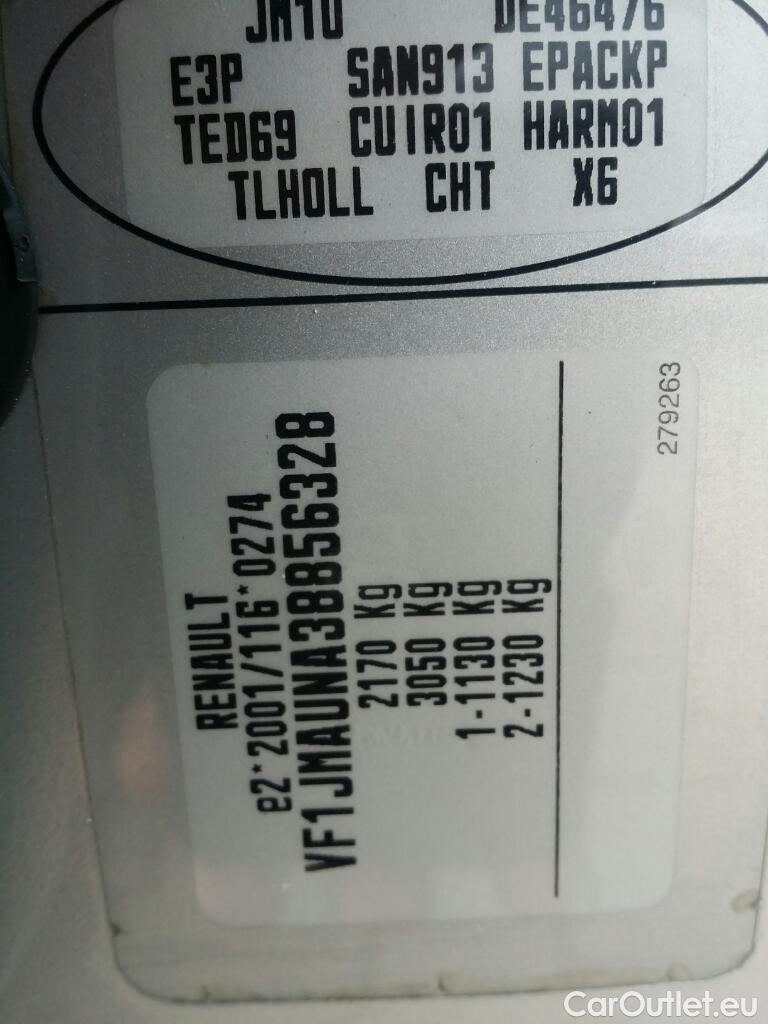 JM1U DE46476
E3P SAN913 EPACKP
TED69 CUIR01 HARM01
TLHOLL CHT X6
RENAULT
e2*2001/116*0274
VF1JMAUNA38856328
2170 Kg
3050 Kg
1-1130 Kg
2-1230 Kg
279263
CarOutlet.eu